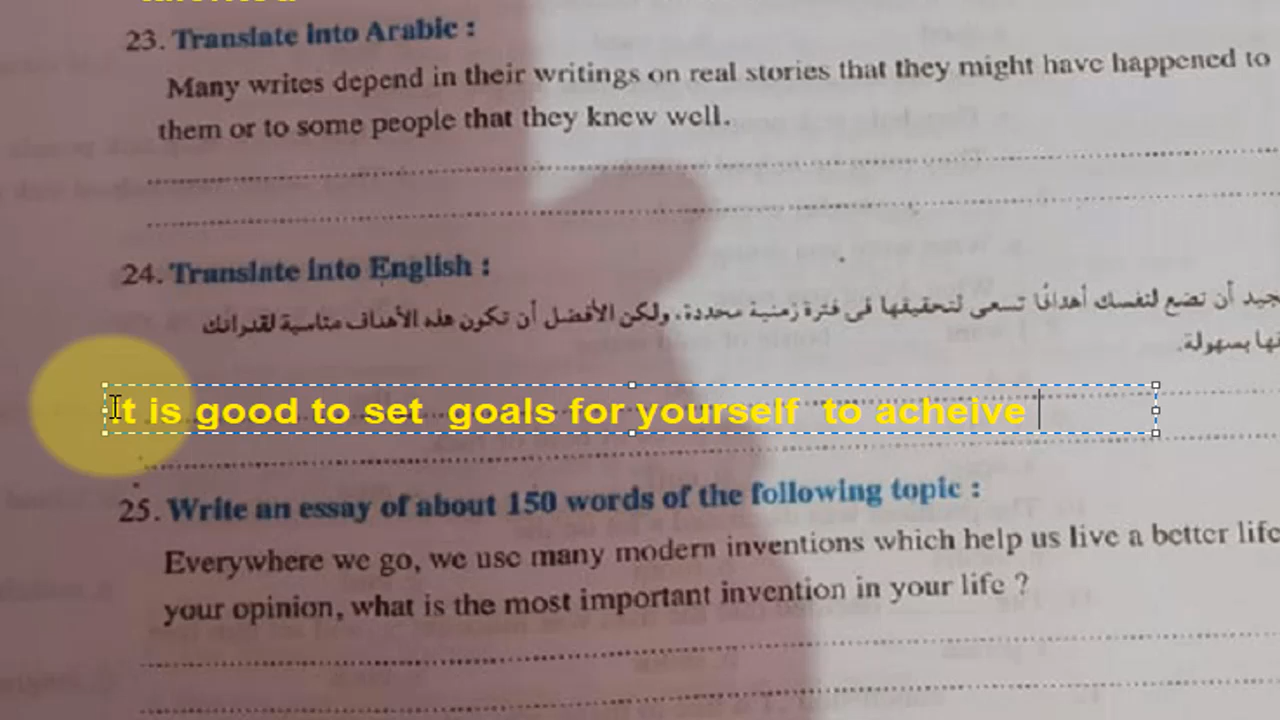 23. Translate into Arabic :
Many writes depend in their writings on real stories that they might have happened to
them or to some people that they knew well.
24. Translate into English :
جيد أن تضع لنفسك أهدافًا تسعى لتحقيقها فى فترة زمنية محددة، ولكن الأفضل أن تكون هذه الأهداف مناسبة لقدراتك
بسهولة.
It is good to set goals for yourself to acheive
25. Write an essay of about 150 words of the following topic :
Everywhere we go, we use many modern inventions which help us live a better life
your opinion, what is the most important invention in your life ?